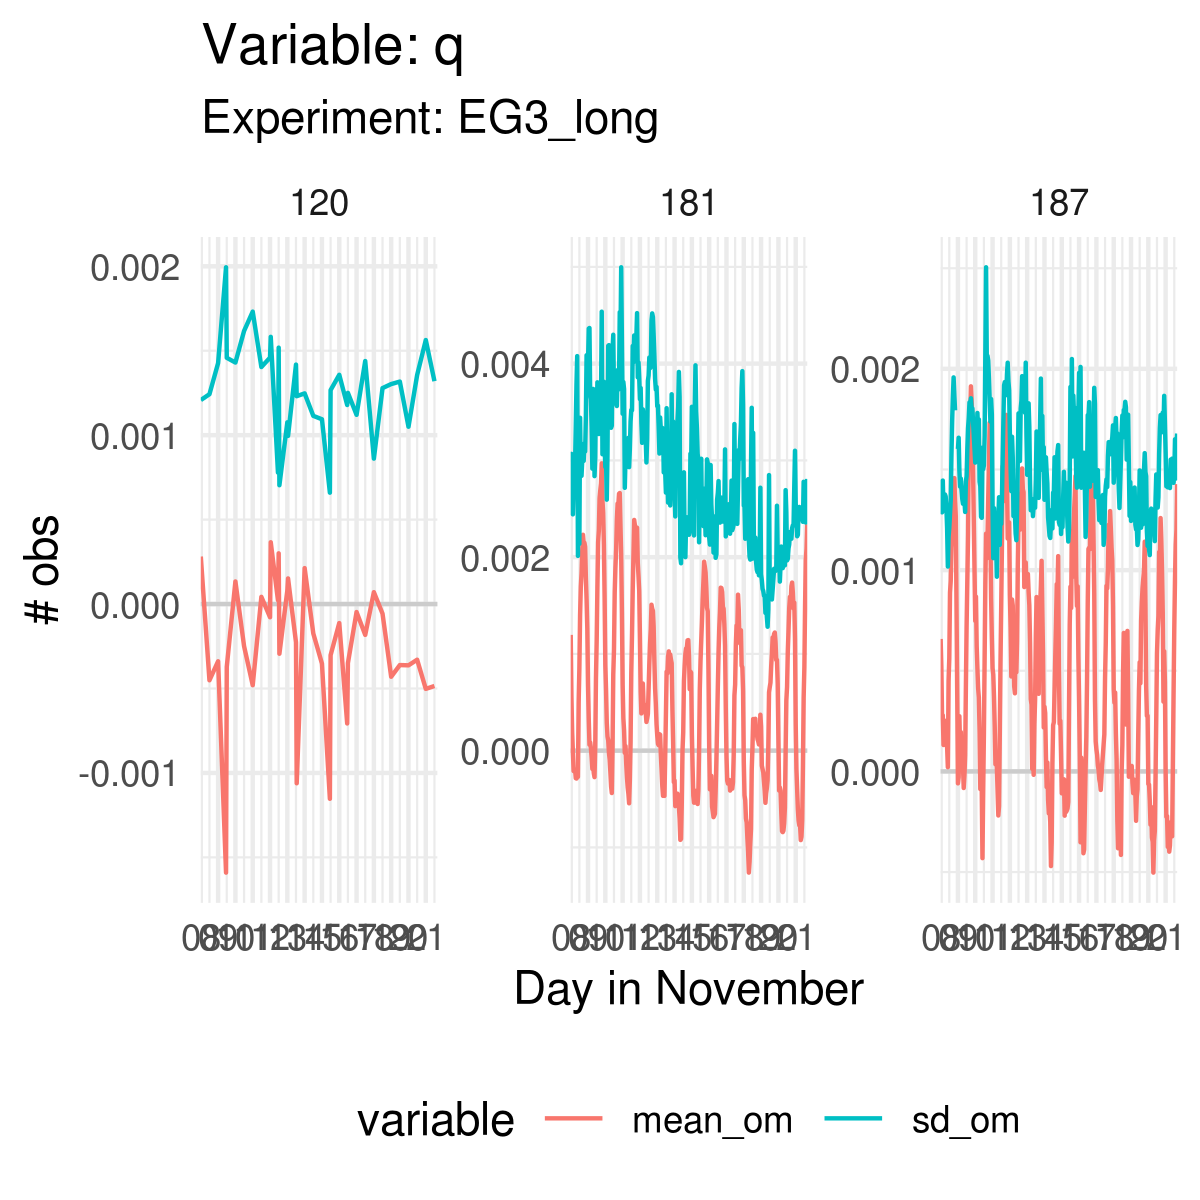 Variable: q
Experiment: EG3_long
120
181
187
0.002
0.001
0.000
-0.001
0.004
0.002
0.000
0.002
0.001
0.000
# obs
Day in November
variable
mean_om
sd_om